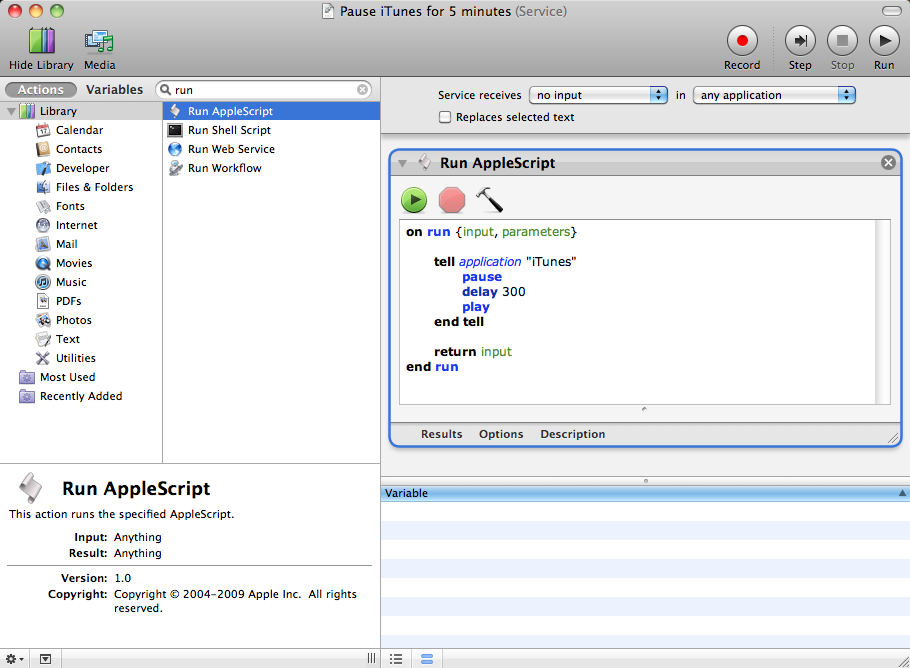 Pause iTunes for 5 minutes (Service)
Hide Library
Media
Record
Step
Stop
Run
Actions
Variables
run
Library
Calendar
Contacts
Developer
Files & Folders
Fonts
Internet
Mail
Movies
Music
PDFs
Photos
Text
Utilities
Most Used
Recently Added
Run AppleScript
Run Shell Script
Run Web Service
Run Workflow
Service receives no input in any application
Replaces selected text
Run AppleScript
on run {input, parameters}
tell application "iTunes"
pause
delay 300
play
end tell
return input
end run
Results Options Description
Run AppleScript
This action runs the specified AppleScript.
Input: Anything
Result: Anything
Version: 1.0
Copyright: Copyright © 2004-2009 Apple Inc. All rights
reserved.
Variable